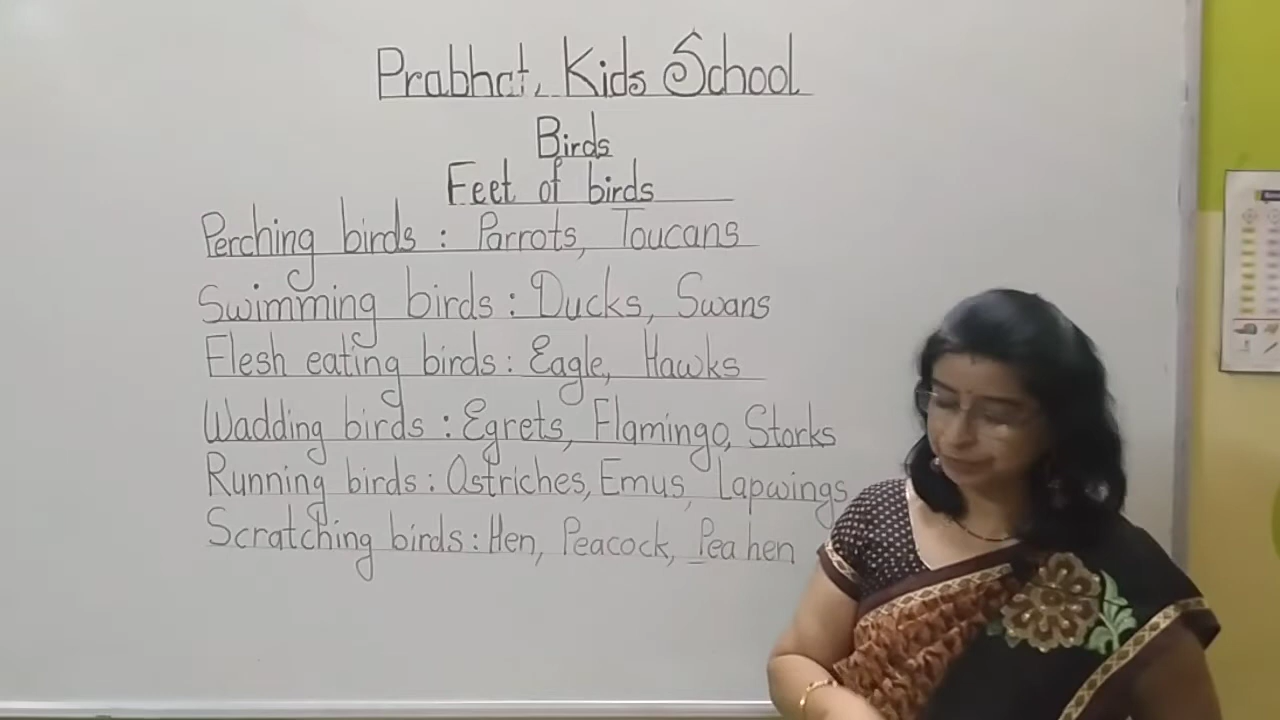 Prabhat Kids School
Birds
Feet of birds
Perching birds : Parrots, Toucans
Swimming birds : Ducks, Swans
Flesh eating birds : Eagle, Hawks
Wadding birds : Egrets, Flamingo, Storks
Running birds : Ostriches, Emus, Lapwings
Scratching birds : Hen, Peacock, Pea hen